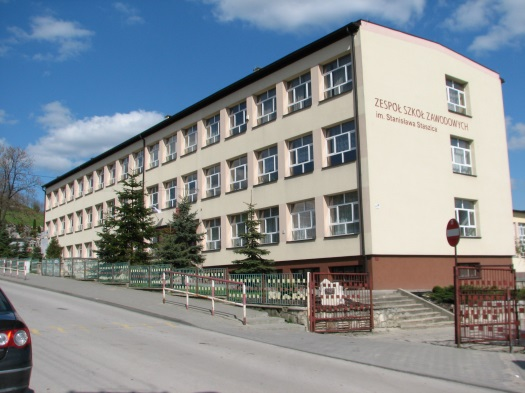 ZESPÓŁ SZKÓŁ ZAWODOWYCH
im. Stanisława Staszica